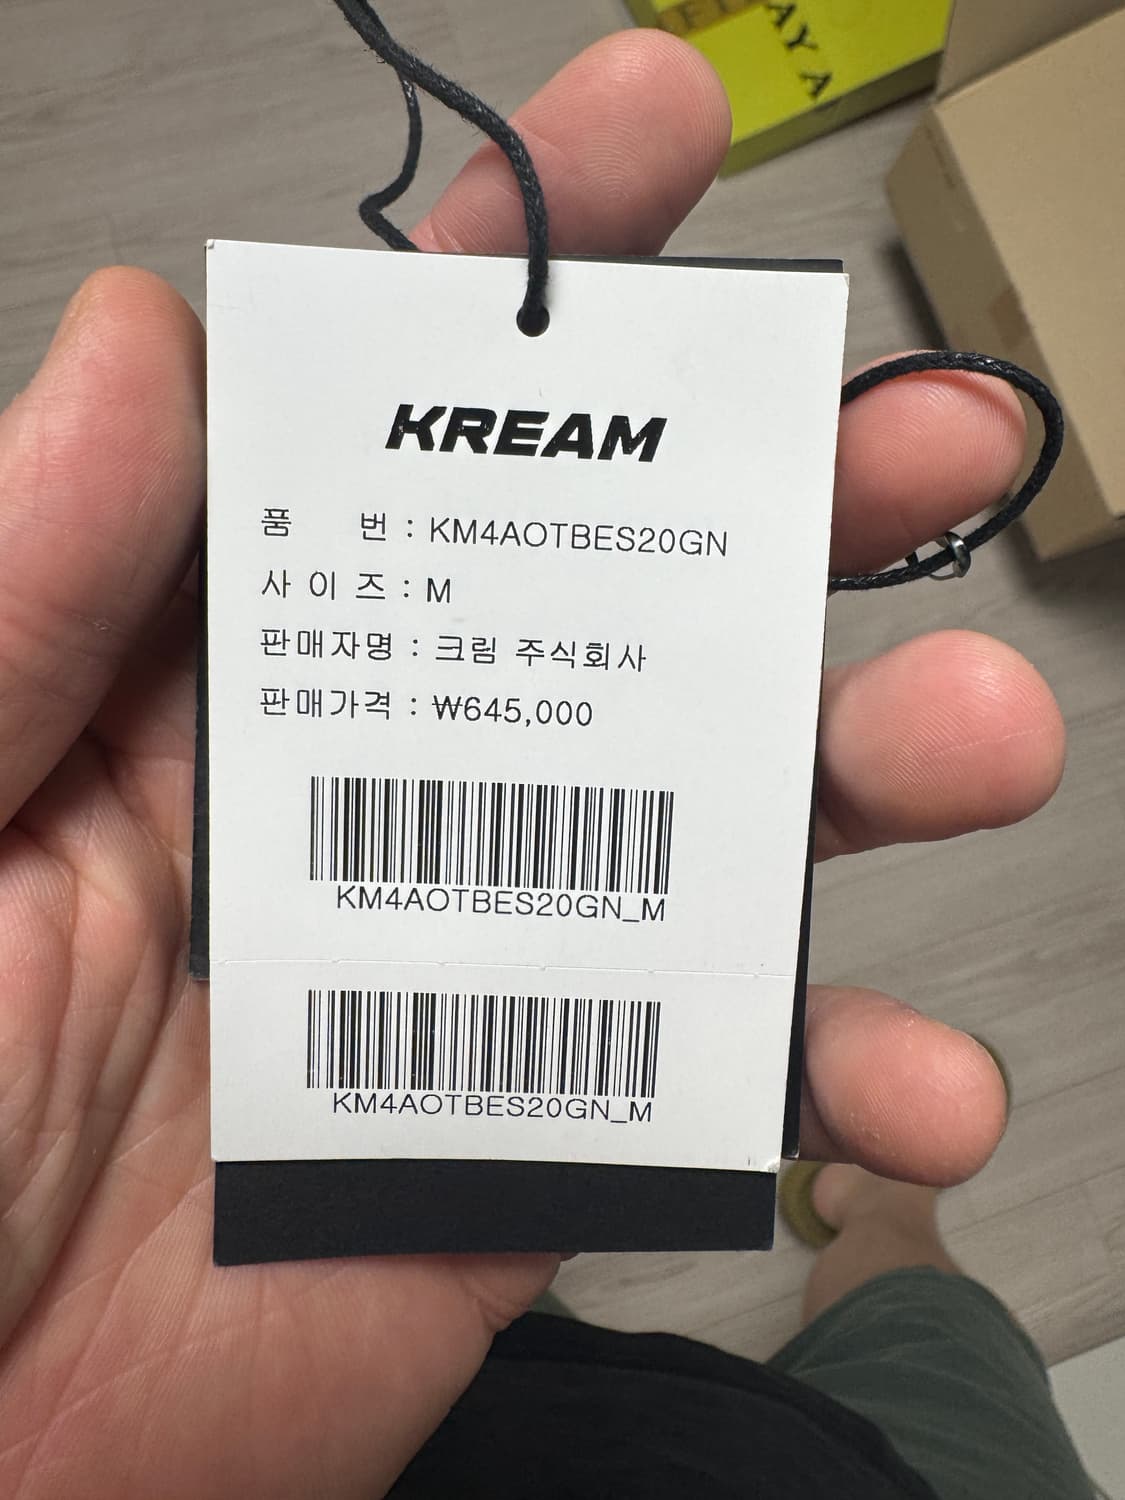 AY A
KREAM
품 번 : KM4AOTBES20GN
사 이 즈 : M
판매자명 : 크림 주식회사
판매가격 : ₩645,000
KM4AOTBES20GN_M
KM4AOTBES20GN_M